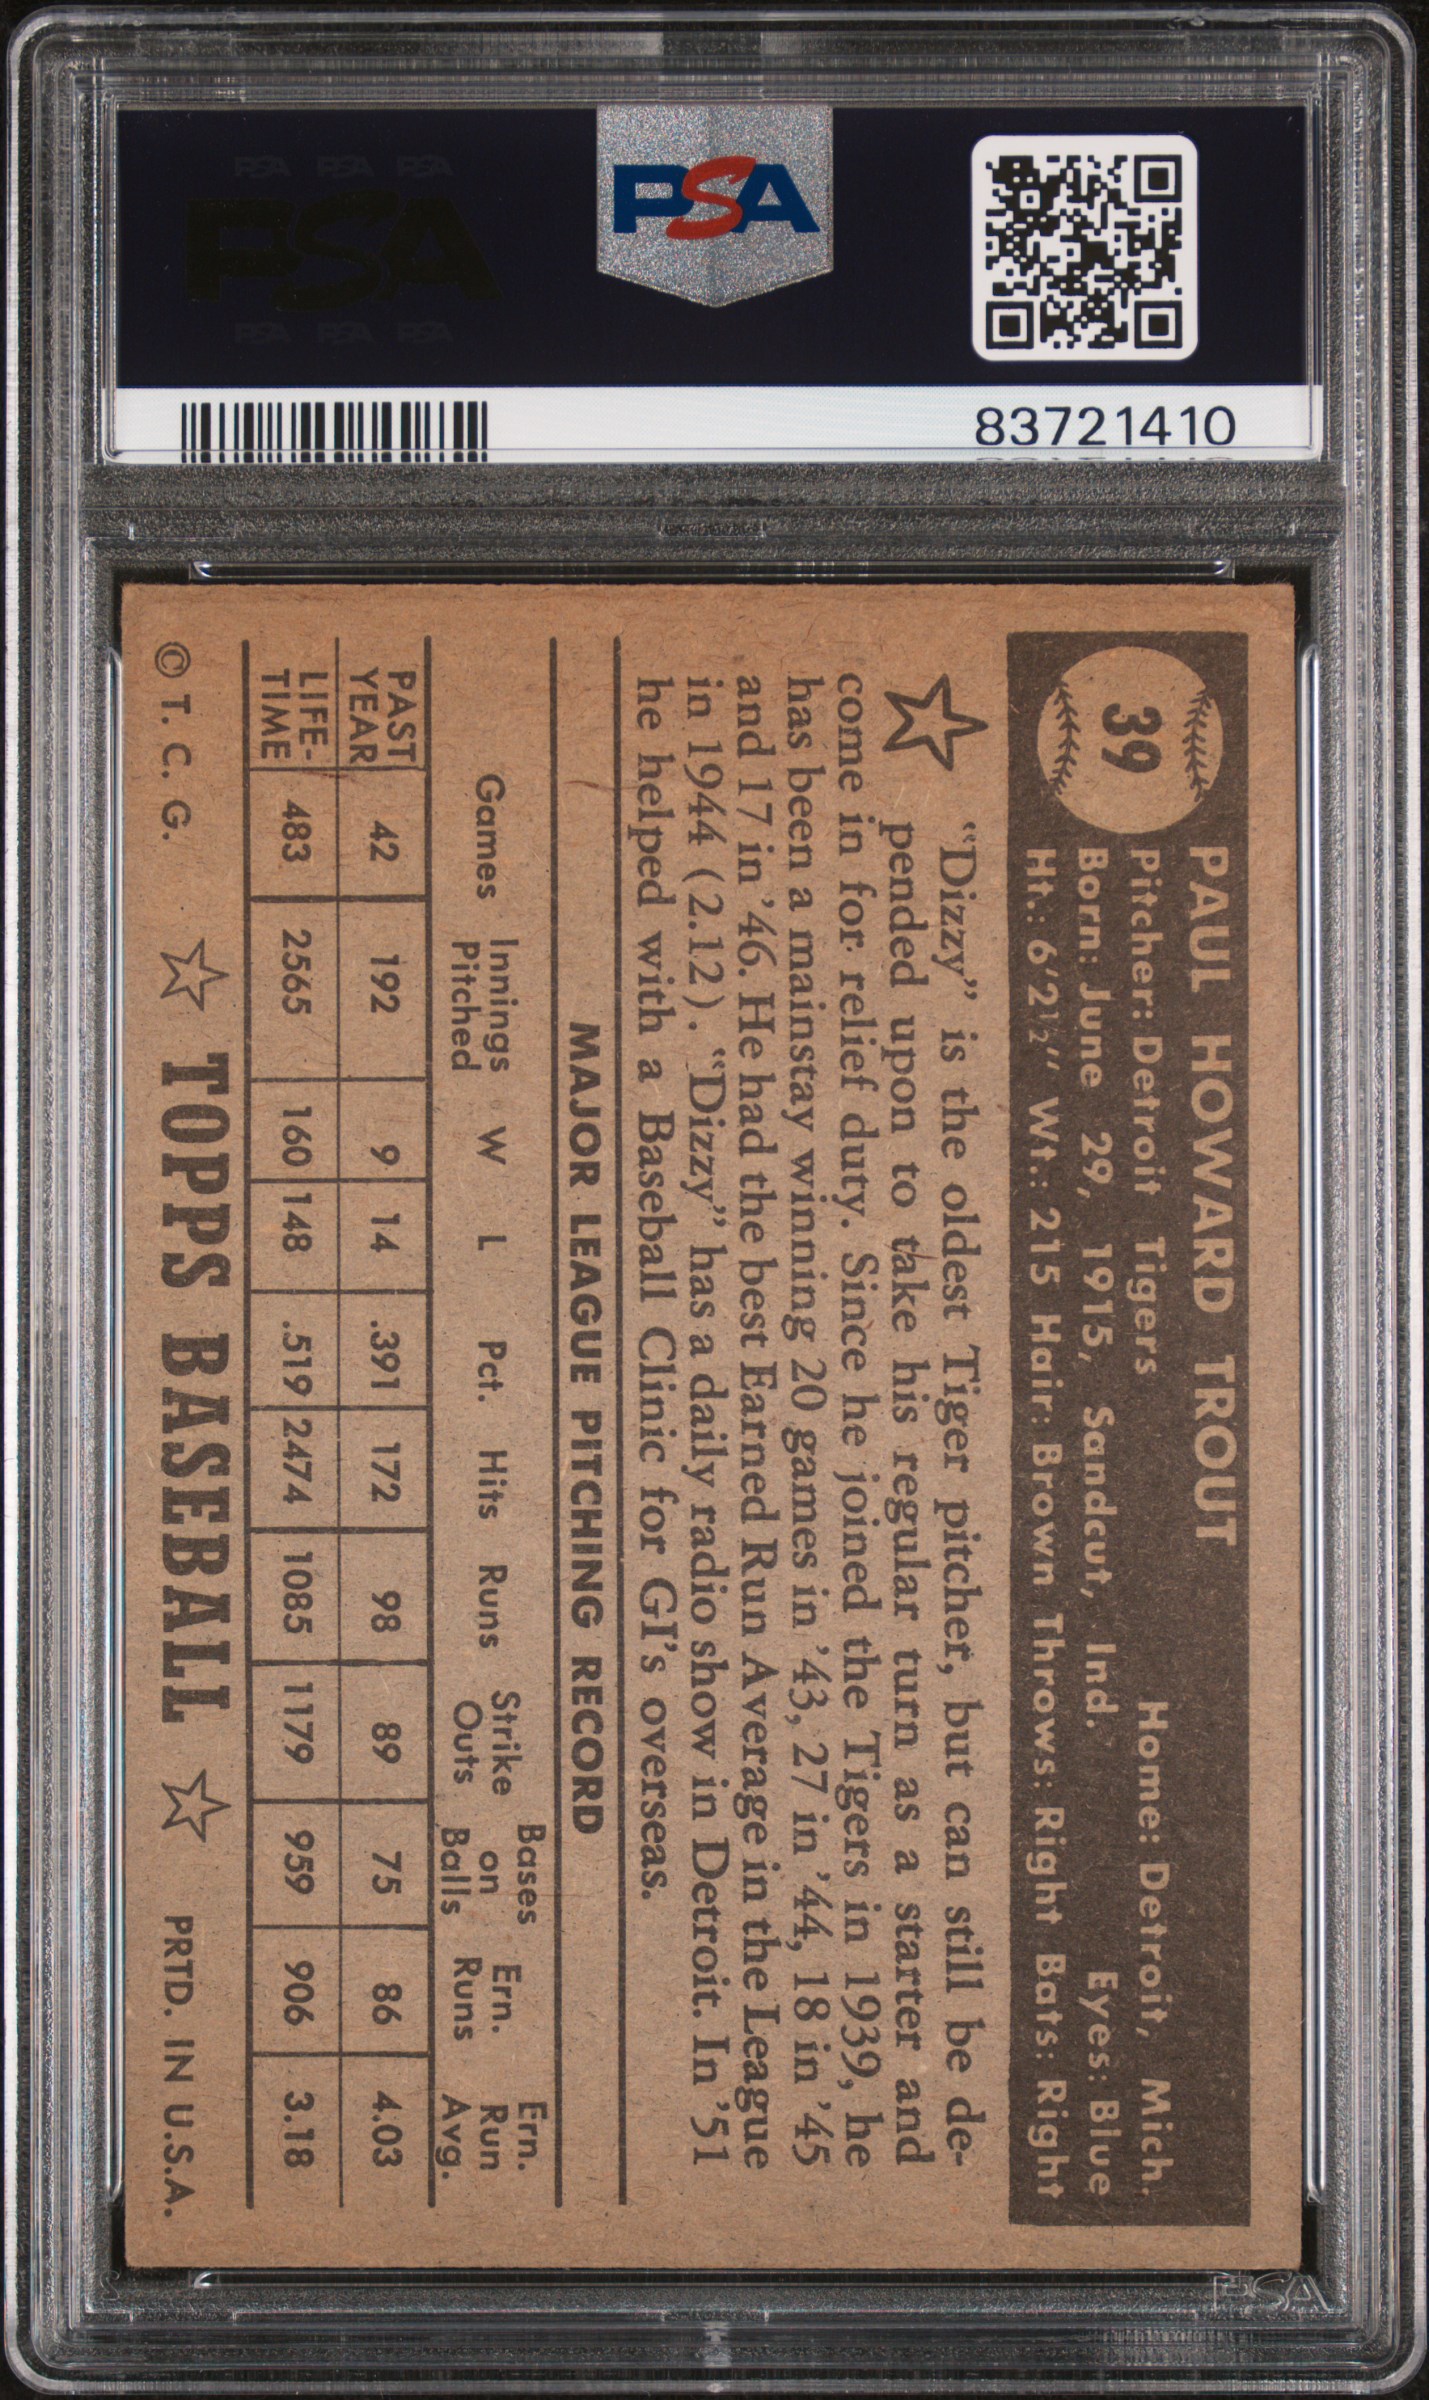 PSA PSA PSA
PSA
PSA PSA PSA
PSA
83721410
39
PAUL HOWARD TROUT
Pitcher: Detroit Tigers Home: Detroit, Mich.
Born: June 29, 1915, Sandcut, Ind. Eyes: Blue
Ht.: 6'2½" Wt.: 215 Hair: Brown Throws: Right Bats: Right
"Dizzy" is the oldest Tiger pitcher, but can still be de-
pended upon to take his regular turn as a starter and
come in for relief duty. Since he joined the Tigers in 1939, he
has been a mainstay winning 20 games in '43, 27 in '44, 18 in '45
and 17 in '46. He had the best Earned Run Average in the League
in 1944 (2.12). "Dizzy" has a daily radio show in Detroit. In '51
he helped with a Baseball Clinic for GI's overseas.
MAJOR LEAGUE PITCHING RECORD
Games Innings Pitched W L Pct. Hits Runs Strike Outs Bases on Balls Ern. Runs Ern. Run Avg.
PAST YEAR 42 192 9 14 .391 172 98 89 75 86 4.03
LIFE-TIME 483 2565 160 148 .519 2474 1085 1179 959 906 3.18
© T. C. G. TOPPS BASEBALL PRTD. IN U.S.A.
PSA